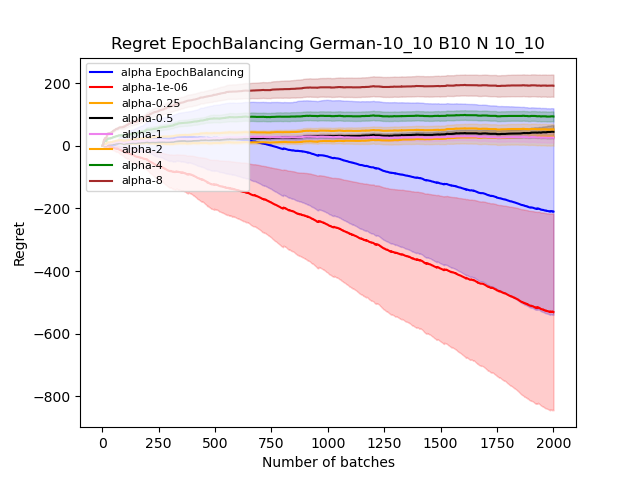 Regret EpochBalancing German-10_10 B10 N 10_10
alpha EpochBalancing
alpha-1e-06
alpha-0.25
alpha-0.5
alpha-1
alpha-2
alpha-4
alpha-8
200
0
−200
−400
−600
−800
Regret
0 250 500 750 1000 1250 1500 1750 2000
Number of batches